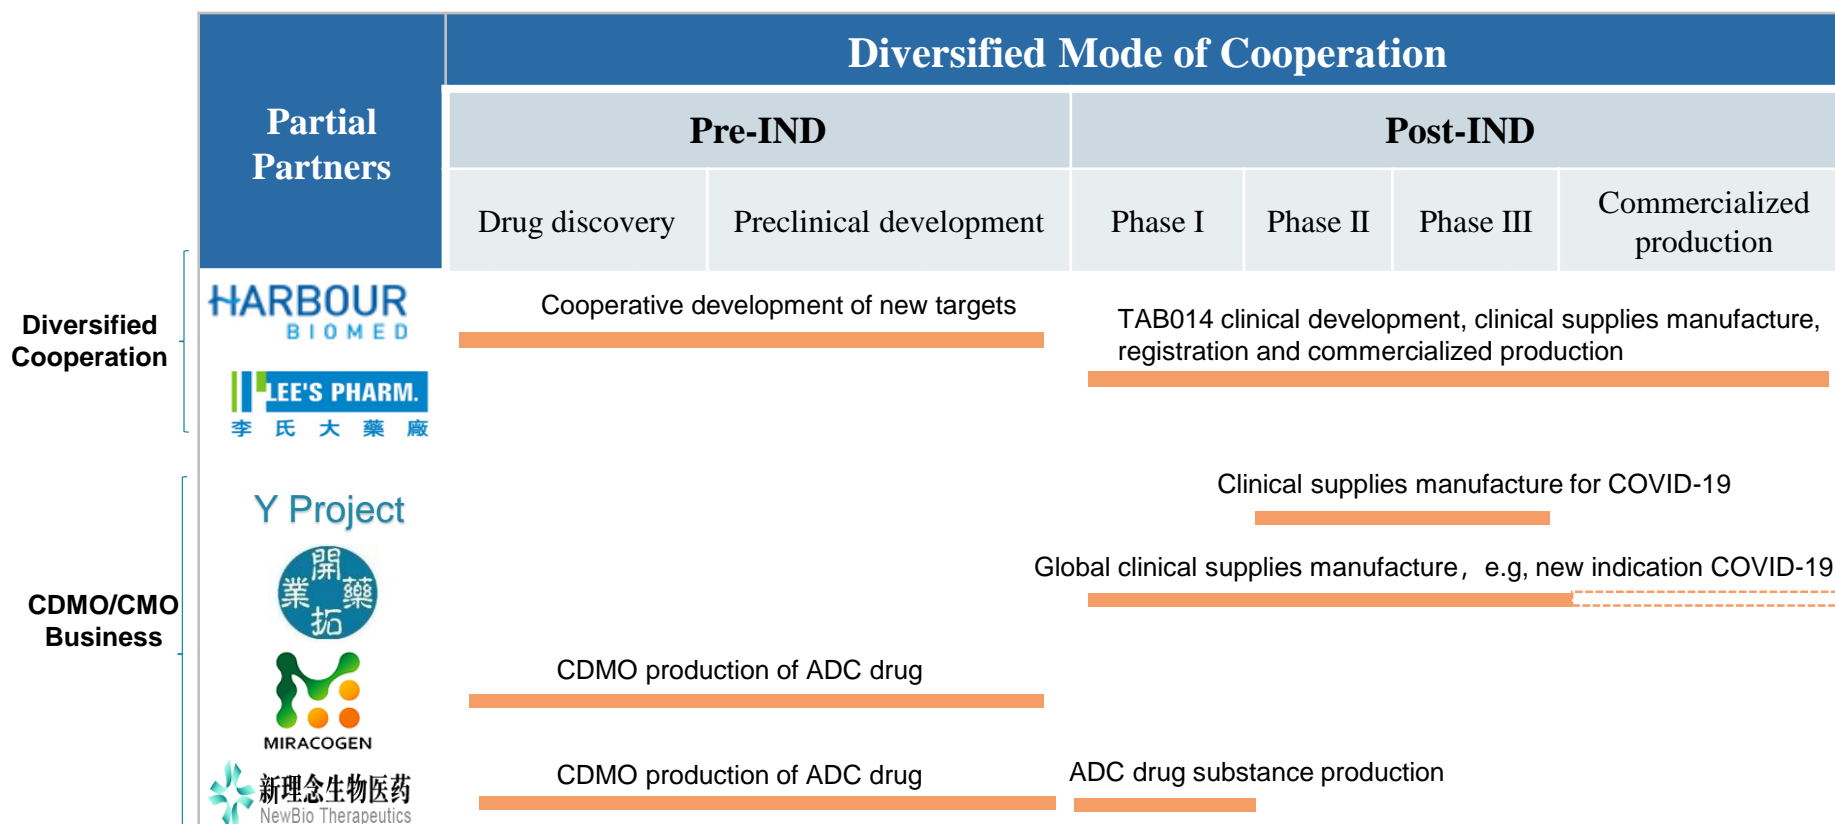 Diversified Mode of Cooperation
Partial
Partners
Pre-IND
Post-IND
Drug discovery
Preclinical development
Phase I
Phase II
Phase III
Commercialized
production
Diversified
Cooperation
HARBOUR
BIOMED
Cooperative development of new targets
TAB014 clinical development, clinical supplies manufacture,
registration and commercialized production
LEE'S PHARM.
李氏大藥廠
CDMO/CMO
Business
Y Project
Clinical supplies manufacture for COVID-19
開
業 藥
拓
Global clinical supplies manufacture，e.g, new indication COVID-19
MIRACOGEN
CDMO production of ADC drug
新理念生物医药
NewBio Therapeutics
CDMO production of ADC drug
ADC drug substance production